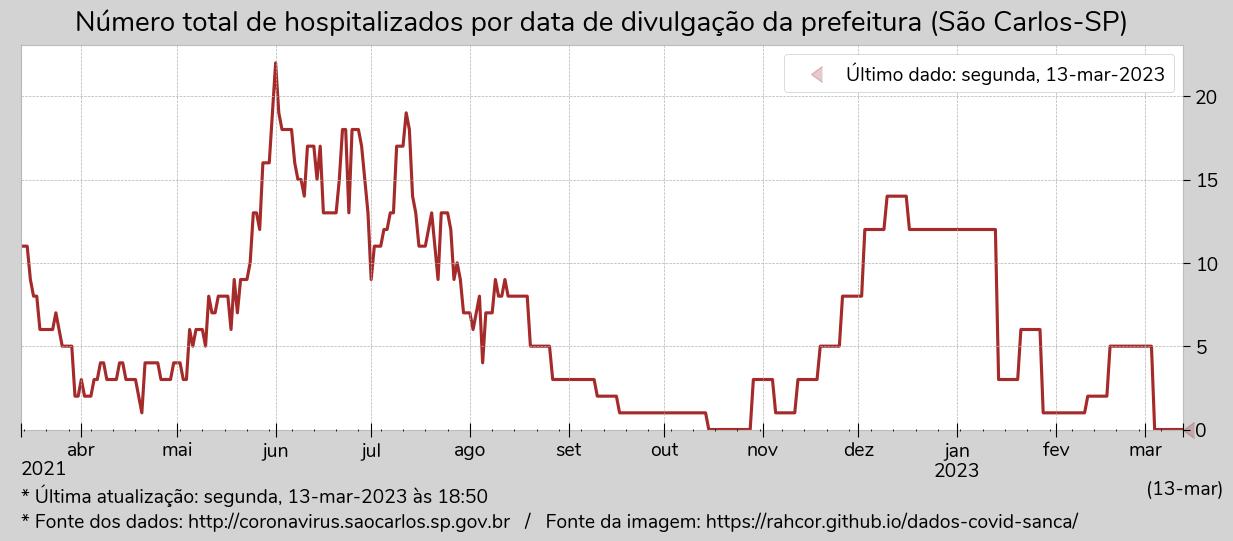 Número total de hospitalizados por data de divulgação da prefeitura (São Carlos-SP)
Último dado: segunda, 13-mar-2023
20
15
10
5
0
abr mai jun jul ago set out nov dez jan fev mar
2021 2023
(13-mar)
* Última atualização: segunda, 13-mar-2023 às 18:50
* Fonte dos dados: http://coronavirus.saocarlos.sp.gov.br / Fonte da imagem: https://rahcor.github.io/dados-covid-sanca/